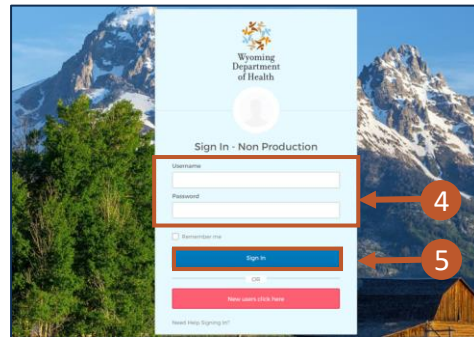 Wyoming
Department
of Health
Sign In - Non Production
Username
Password
4
Remember me
Sign In
5
OR
New users click here
Need Help Signing In?